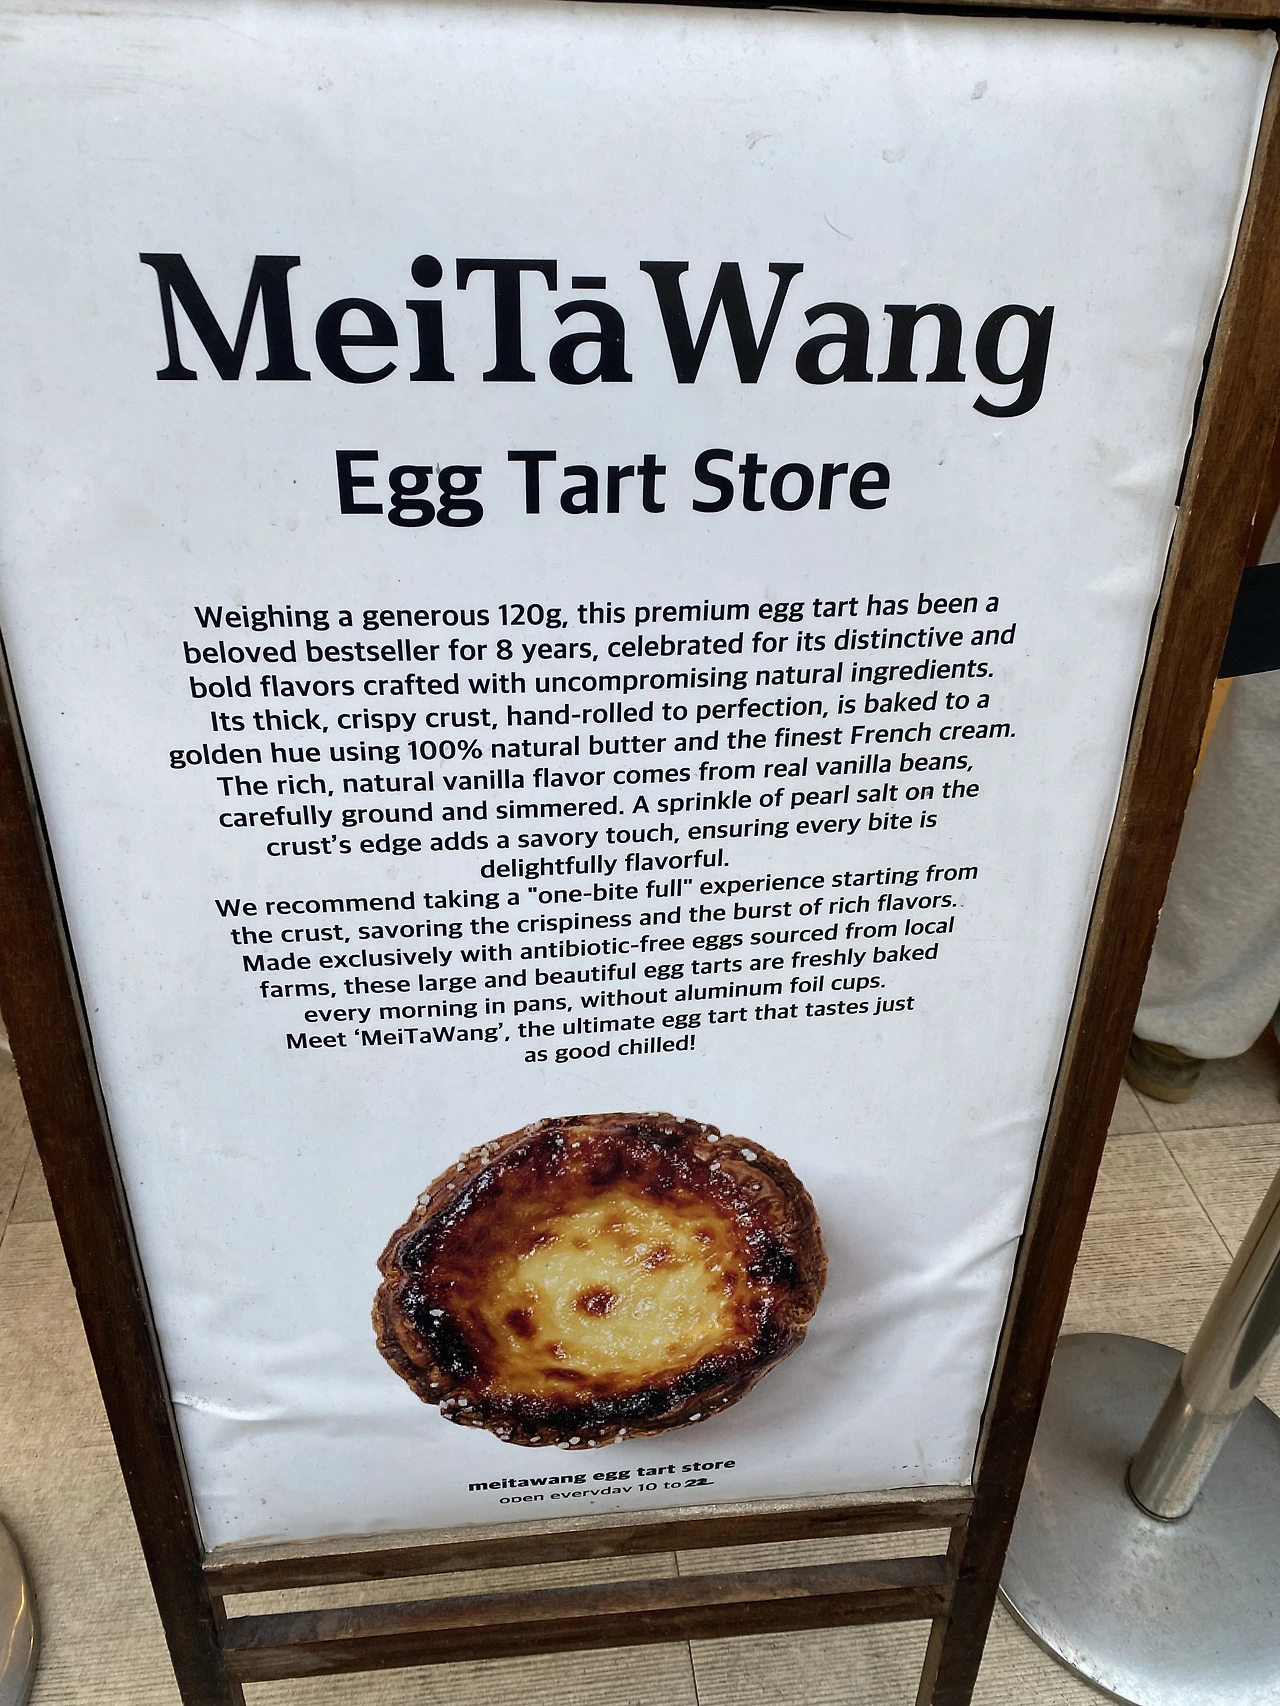 MeiTāWang
Egg Tart Store
Weighing a generous 120g, this premium egg tart has been a
beloved bestseller for 8 years, celebrated for its distinctive and
bold flavors crafted with uncompromising natural ingredients.
Its thick, crispy crust, hand-rolled to perfection, is baked to a
golden hue using 100% natural butter and the finest French cream.
The rich, natural vanilla flavor comes from real vanilla beans,
carefully ground and simmered. A sprinkle of pearl salt on the
crust's edge adds a savory touch, ensuring every bite is
delightfully flavorful.
We recommend taking a "one-bite full" experience starting from
the crust, savoring the crispiness and the burst of rich flavors.
Made exclusively with antibiotic-free eggs sourced from local
farms, these large and beautiful egg tarts are freshly baked
every morning in pans, without aluminum foil cups.
Meet ‘MeiTaWang’, the ultimate egg tart that tastes just
as good chilled!
meitawang egg tart store
open everyday 10 to 22